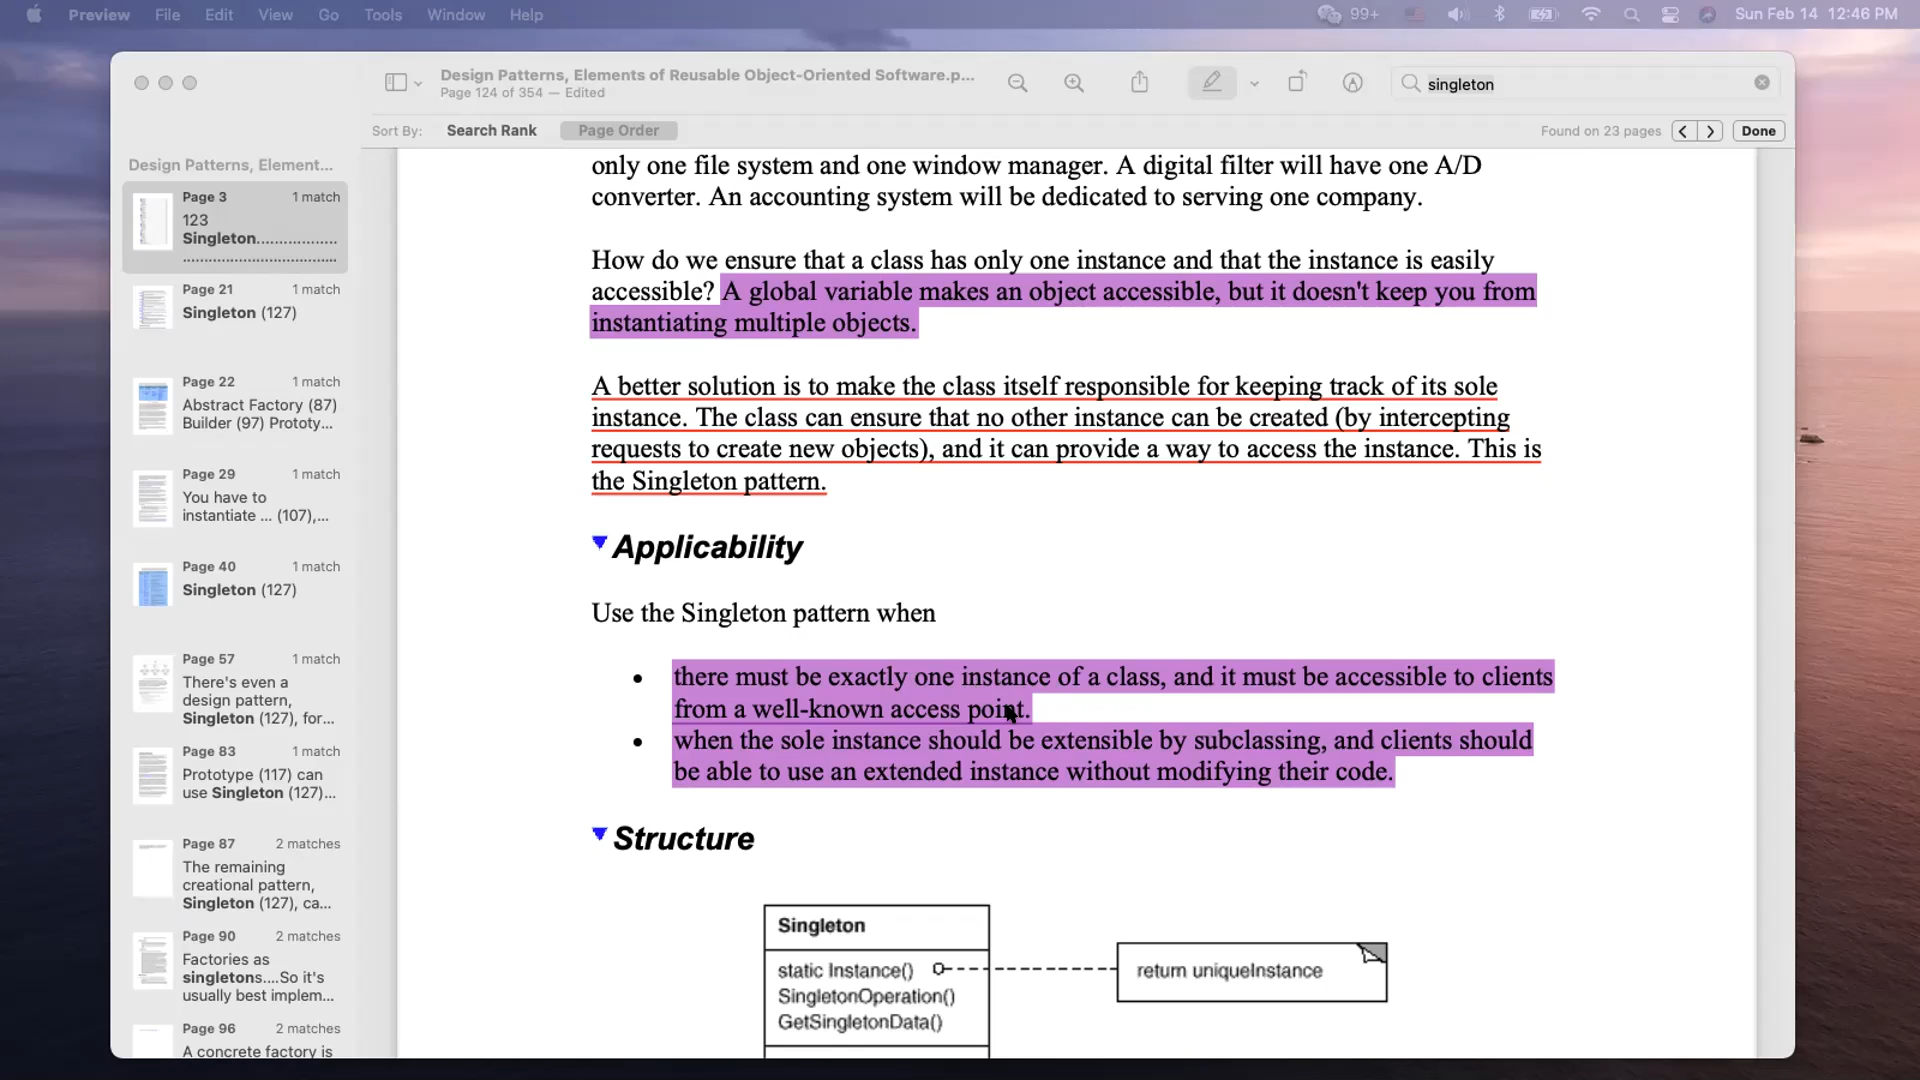 Preview File Edit View Go Tools Window Help 99+ Sun Feb 14 12:46 PM
Design Patterns, Elements of Reusable Object-Oriented Software.p...
Page 124 of 354 — Edited
singleton
Sort By: Search Rank Page Order Found on 23 pages Done
Design Patterns, Element...
Page 3 1 match
123
Singleton..................
....................................
Page 21 1 match
Singleton (127)
Page 22 1 match
Abstract Factory (87)
Builder (97) Prototy...
Page 29 1 match
You have to
instantiate ... (107),...
Page 40 1 match
Singleton (127)
Page 57 1 match
There's even a
design pattern,
Singleton (127), for...
Page 83 1 match
Prototype (117) can
use Singleton (127)...
Page 87 2 matches
The remaining
creational pattern,
Singleton (127), ca...
Page 90 2 matches
Factories as
singletons....So it's
usually best implem...
Page 96 2 matches
A concrete factory is
only one file system and one window manager. A digital filter will have one A/D
converter. An accounting system will be dedicated to serving one company.
How do we ensure that a class has only one instance and that the instance is easily
accessible? A global variable makes an object accessible, but it doesn't keep you from
instantiating multiple objects.
A better solution is to make the class itself responsible for keeping track of its sole
instance. The class can ensure that no other instance can be created (by intercepting
requests to create new objects), and it can provide a way to access the instance. This is
the Singleton pattern.
Applicability
Use the Singleton pattern when
• there must be exactly one instance of a class, and it must be accessible to clients
from a well-known access point.
• when the sole instance should be extensible by subclassing, and clients should
be able to use an extended instance without modifying their code.
Structure
Singleton
static Instance()
SingletonOperation()
GetSingletonData()
return uniqueInstance